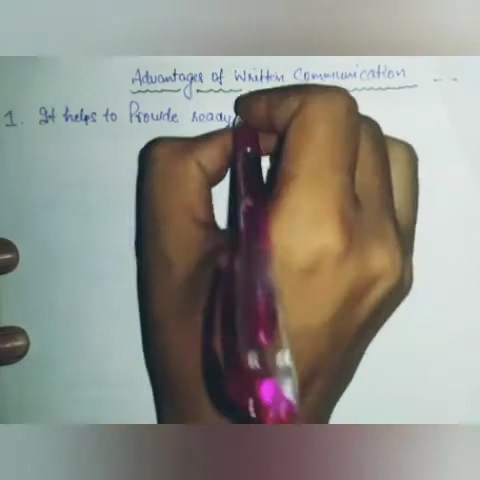 Advantages of Written Communication
1. It helps to Provide ready